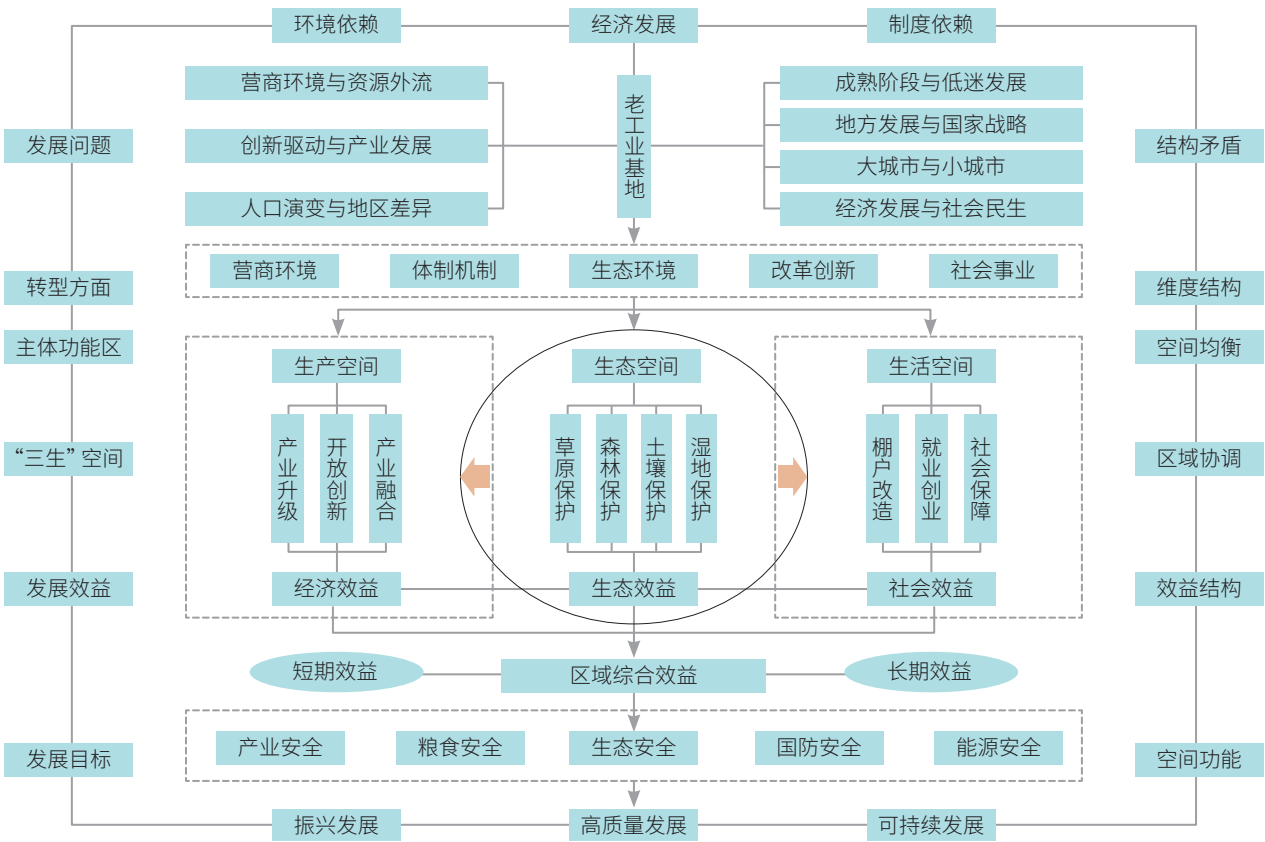 环境依赖
经济发展
制度依赖
营商环境与资源外流
创新驱动与产业发展
人口演变与地区差异
老工业基地
成熟阶段与低迷发展
地方发展与国家战略
大城市与小城市
经济发展与社会民生
发展问题
结构矛盾
营商环境
体制机制
生态环境
改革创新
社会事业
转型方面
维度结构
主体功能区
空间均衡
生产空间
生态空间
生活空间
产业升级
开放创新
产业融合
草原保护
森林保护
土壤保护
湿地保护
棚户改造
就业创业
社会保障
“三生”空间
区域协调
发展效益
经济效益
生态效益
社会效益
效益结构
短期效益
区域综合效益
长期效益
产业安全
粮食安全
生态安全
国防安全
能源安全
发展目标
空间功能
振兴发展
高质量发展
可持续发展